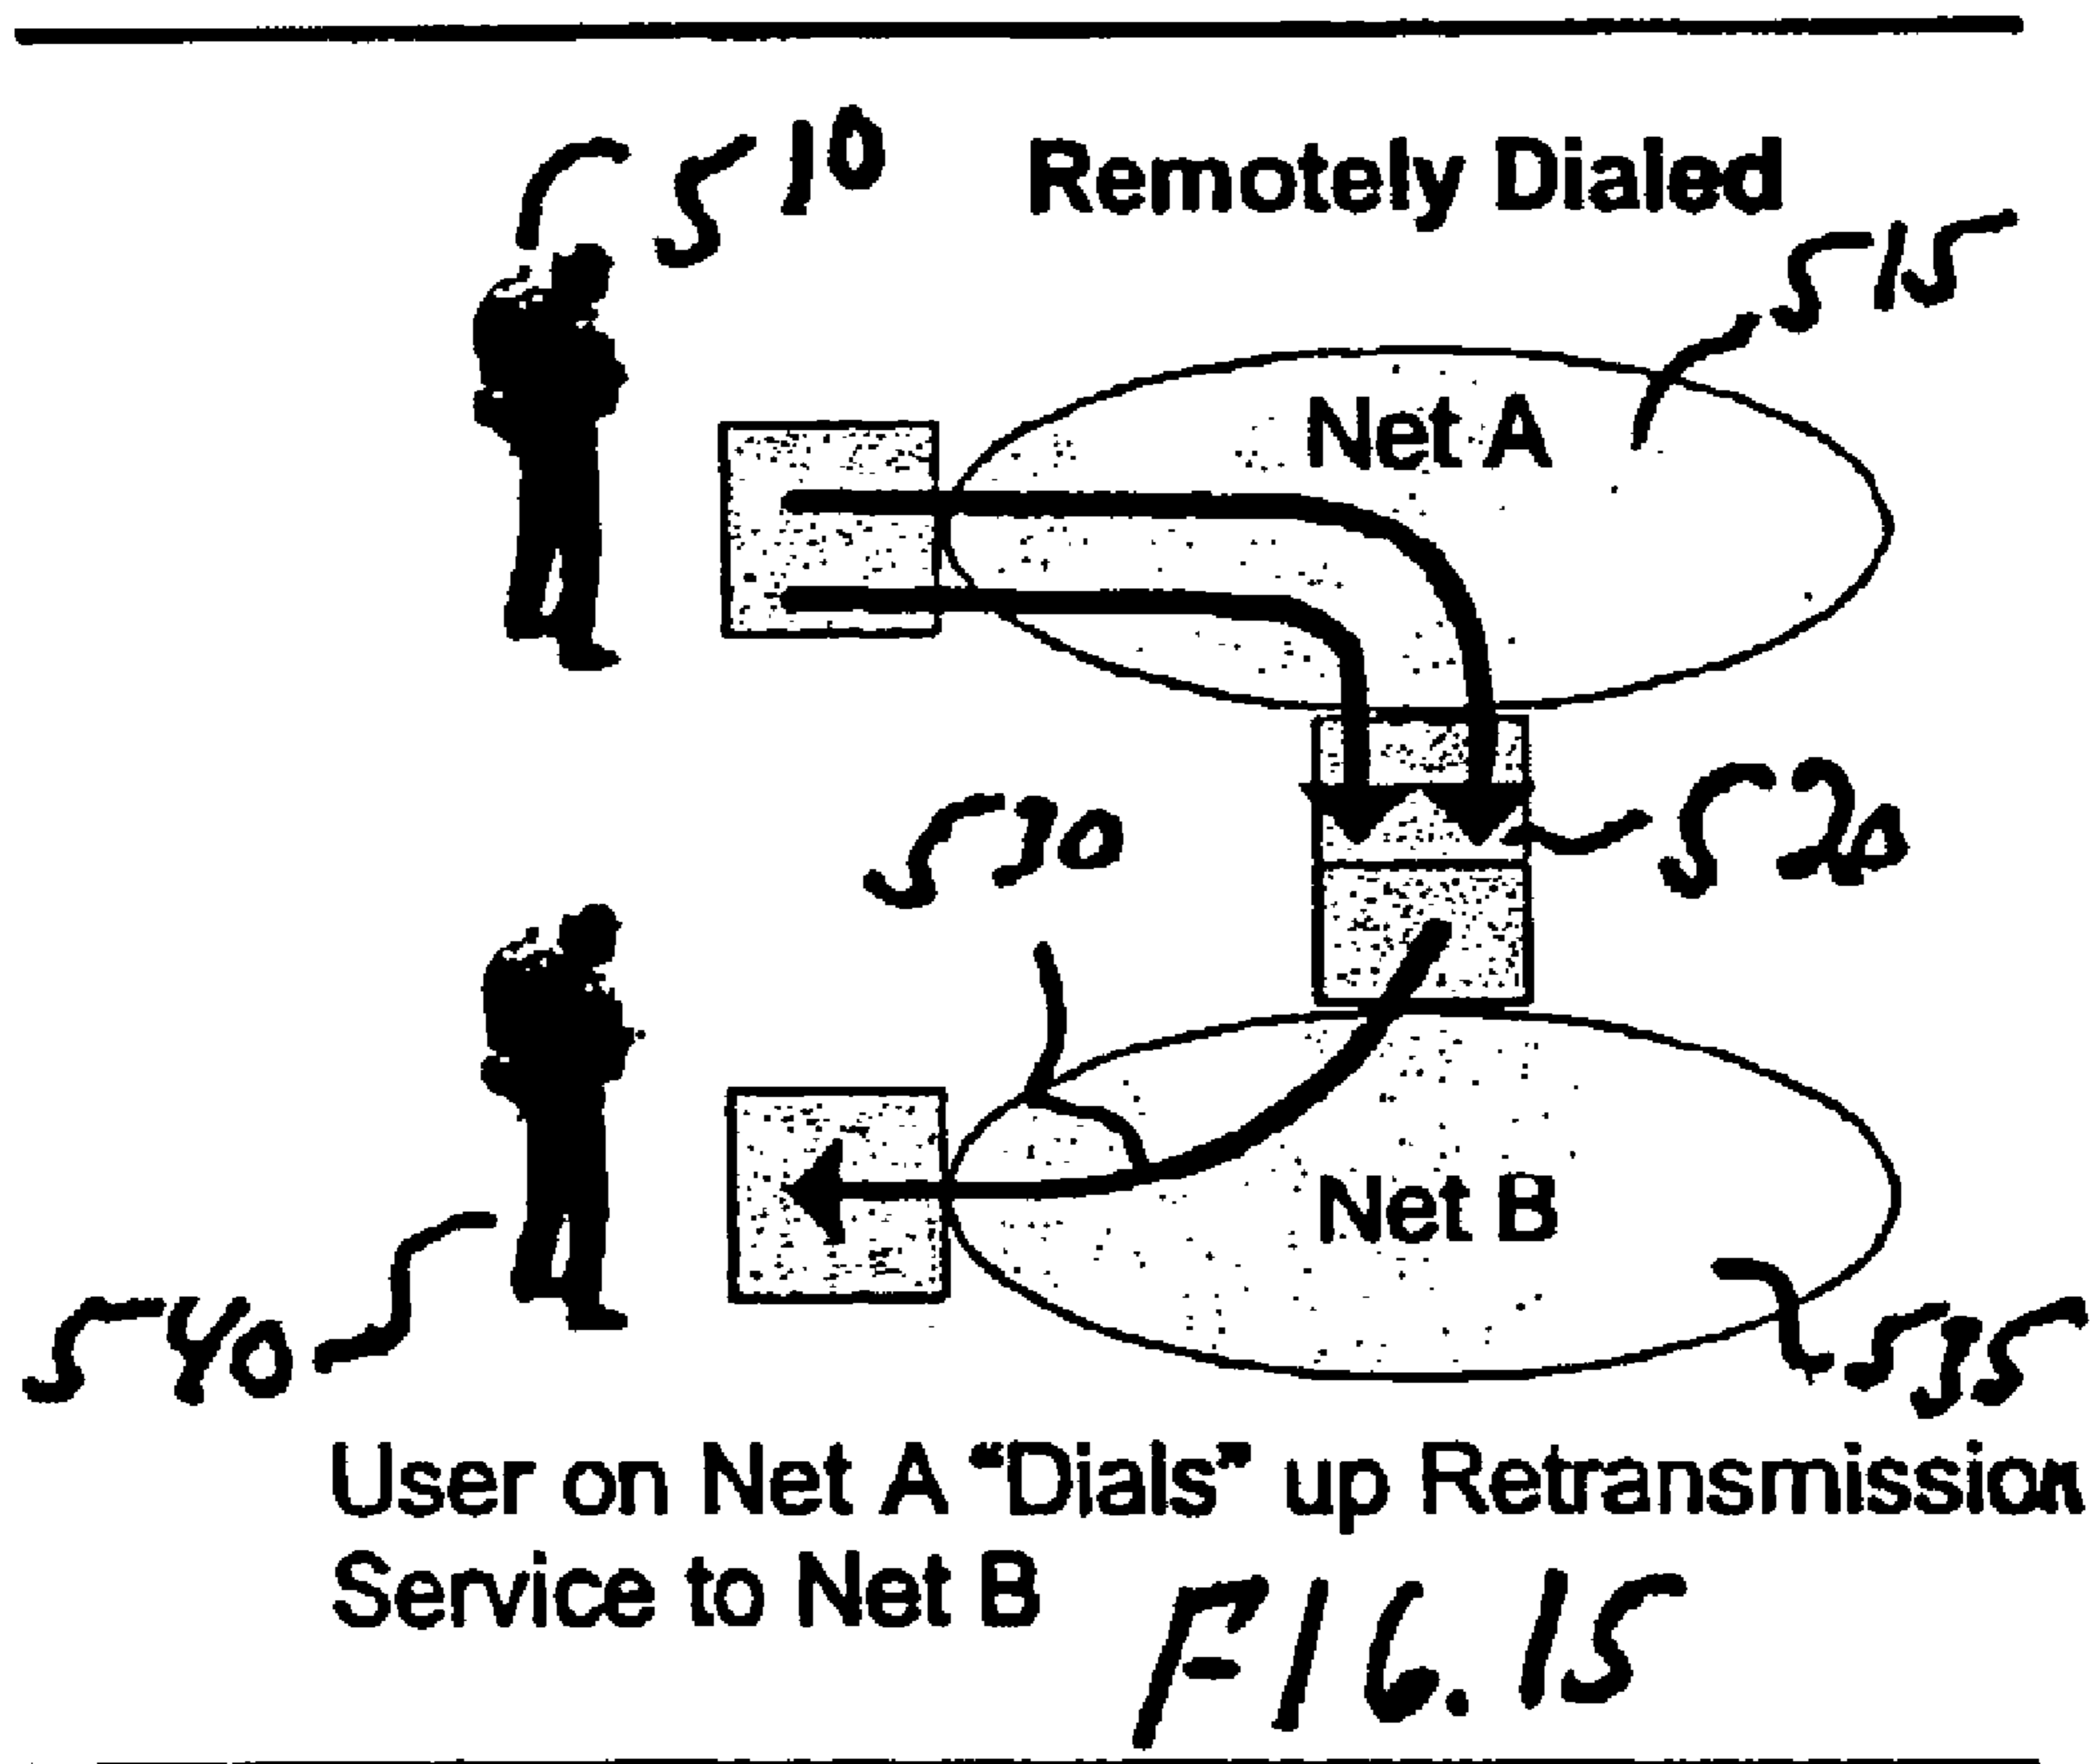 510
Remotely Dialed
515
Net A
530
520
Net B
540
535
User on Net A “Dials” up Retransmission
Service to Net B
FIG. 15